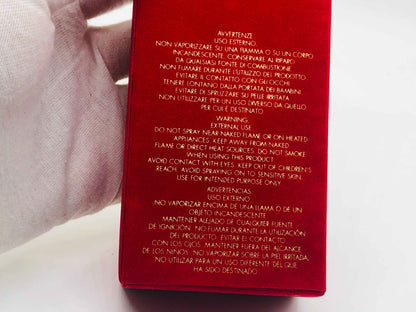 AVVERTENZE
USO ESTERNO.
NON VAPORIZZARE SU UNA FIAMMA O SU UN CORPO
INCANDESCENTE. CONSERVARE AL RIPARO
DA QUALSIASI FONTE DI COMBUSTIONE
NON FUMARE DURANTE L'UTILIZZO DEL PRODOTTO
EVITARE IL CONTATTO CON GLI OCCHI.
TENERE LONTANO DALLA PORTATA DEI BAMBINI
EVITARE DI SPRUZZARE SU PELLE IRRITATA
NON UTILIZZARE PER UN USO DIVERSO DA QUELLO
PER CUI È DESTINATO
WARNING:
EXTERNAL USE
DO NOT SPRAY NEAR NAKED FLAME OR ON HEATED
APPLIANCES. KEEP AWAY FROM NAKED
FLAME OR DIRECT HEAT SOURCES. DO NOT SMOKE
WHEN USING THIS PRODUCT
AVOID CONTACT WITH EYES. KEEP OUT OF CHILDREN'S
REACH. AVOID SPRAYING ON TO SENSITIVE SKIN.
USE FOR INTENDED PURPOSE ONLY
ADVERTENCIAS
USO EXTERNO
NO VAPORIZAR ENCIMA DE UNA LLAMA O DE UN
OBJETO INCANDESCENTE
MANTENER ALEJADO DE CUALQUIER FUENTE
DE IGNICIÓN. NO FUMAR DURANTE LA UTILIZACIÓN
DEL PRODUCTO. EVITAR EL CONTACTO
CON LOS OJOS. MANTENER FUERA DEL ALCANCE
DE LOS NIÑOS. NO VAPORIZAR SOBRE LA PIEL IRRITADA,
NO UTILIZAR PARA UN USO DIFERENTE DEL QUE
HA SIDO DESTINADO